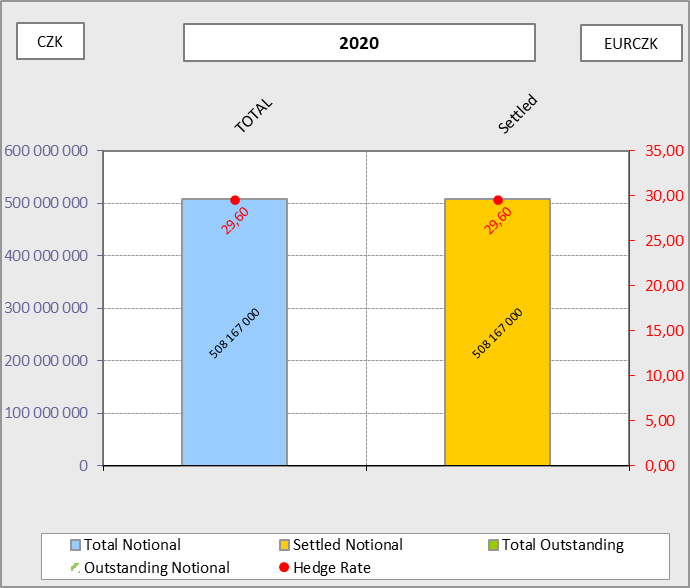 CZK
2020
EURCZK
TOTAL
Settled
600 000 000
500 000 000
400 000 000
300 000 000
200 000 000
100 000 000
0
35,00
30,00
25,00
20,00
15,00
10,00
5,00
0,00
29,60
29,60
508 167 000
508 167 000
Total Notional
Settled Notional
Total Outstanding
Outstanding Notional
Hedge Rate